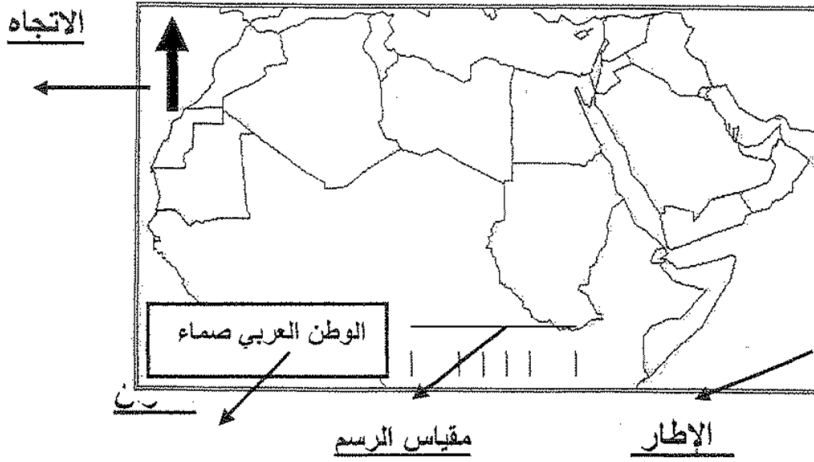 الاتجاه
الوطن العربي صماء
مقياس الرسم
الإطار